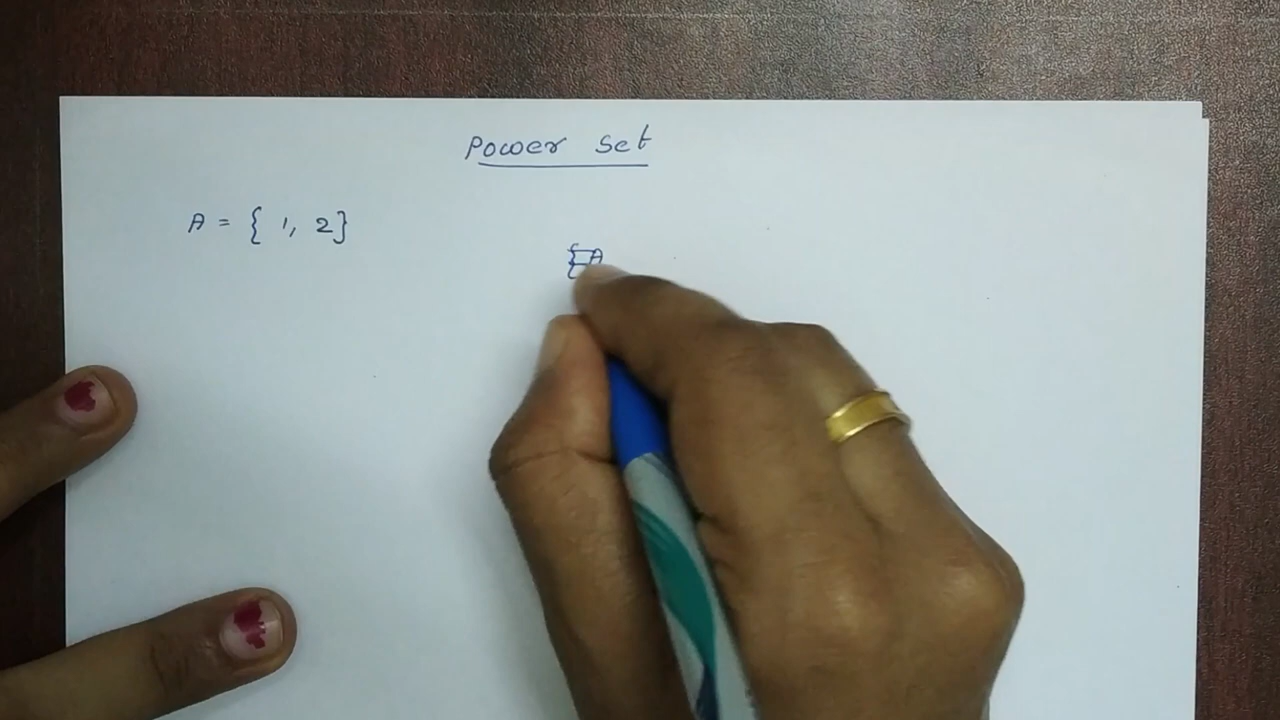 Power Set
A = { 1, 2}